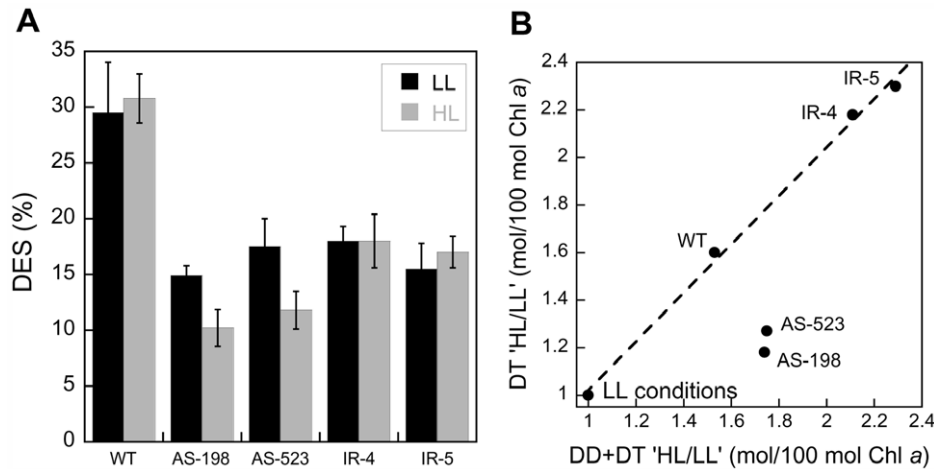 A
DES (%)
35
30
25
20
15
10
5
0
LL
HL
WT AS-198 AS-523 IR-4 IR-5
B
DT 'HL/LL' (mol/100 mol Chl a)
2.4
2.2
2
1.8
1.6
1.4
1.2
1
IR-5
IR-4
WT
AS-523
AS-198
LL conditions
1 1.2 1.4 1.6 1.8 2 2.2 2.4
DD+DT 'HL/LL' (mol/100 mol Chl a)